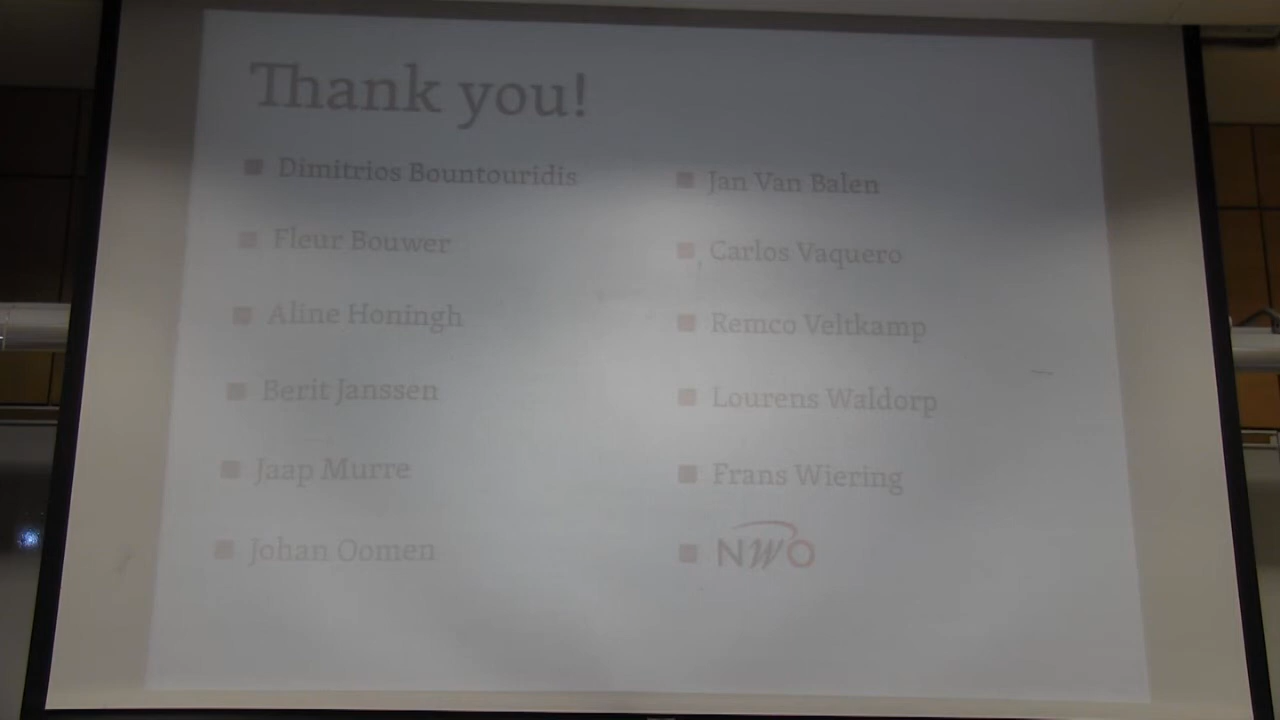 Thank you!
Dimitrios Bountouridis
Fleur Bouwer
Aline Honingh
Berit Janssen
Jaap Murre
Johan Oomen
Jan Van Balen
Carlos Vaquero
Remco Veltkamp
Lourens Waldorp
Frans Wiering
NWO